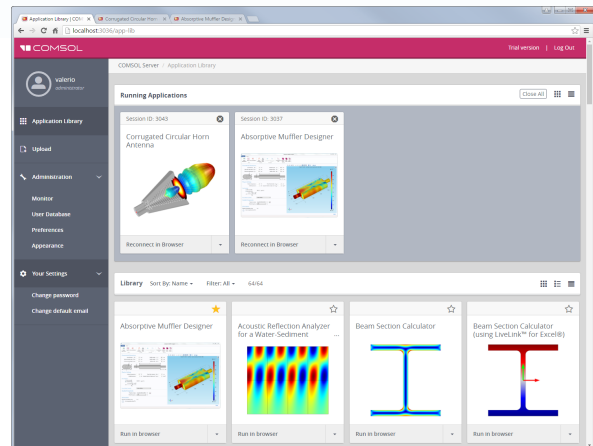 Application Library | COM
Corrugated Circular Horn
Absorptive Muffler Design
localhost:3036/app-lib
COMSOL
Trial version | Log Out
COMSOL Server / Application Library
valerio
administrator
Application Library
Upload
Administration
Monitor
User Database
Preferences
Appearance
Your Settings
Change password
Change default email
Running Applications
Close All
Session ID: 3043
Corrugated Circular Horn
Antenna
Reconnect in Browser
Session ID: 3037
Absorptive Muffler Designer
Reconnect in Browser
Library Sort By: Name Filter: All 64/64
Absorptive Muffler Designer
Run in browser
Acoustic Reflection Analyzer
for a Water-Sediment ...
Run in browser
Beam Section Calculator
Run in browser
Beam Section Calculator
(using LiveLink™ for Excel®)
Run in browser